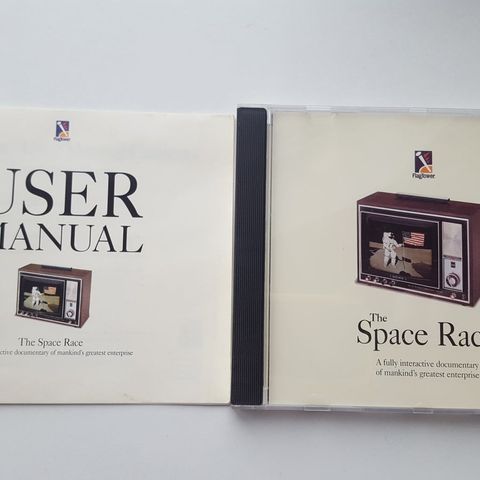 USER
MANUAL
The Space Race
ctive documentary of mankind's greatest enterprise
FlagTower
The
Space Rac
A fully interactive documentary
of mankind's greatest enterprise